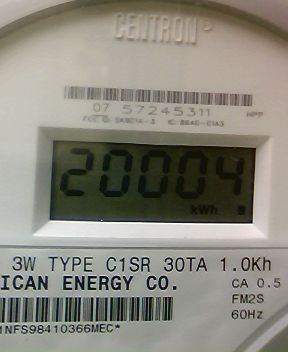 CENTRON®
07 57245311
20004
kWh
3W TYPE C1SR 30TA 1.0Kh
ICAN ENERGY CO.
CA 0.5
FM2S
60Hz
1NFS98410366MEC*